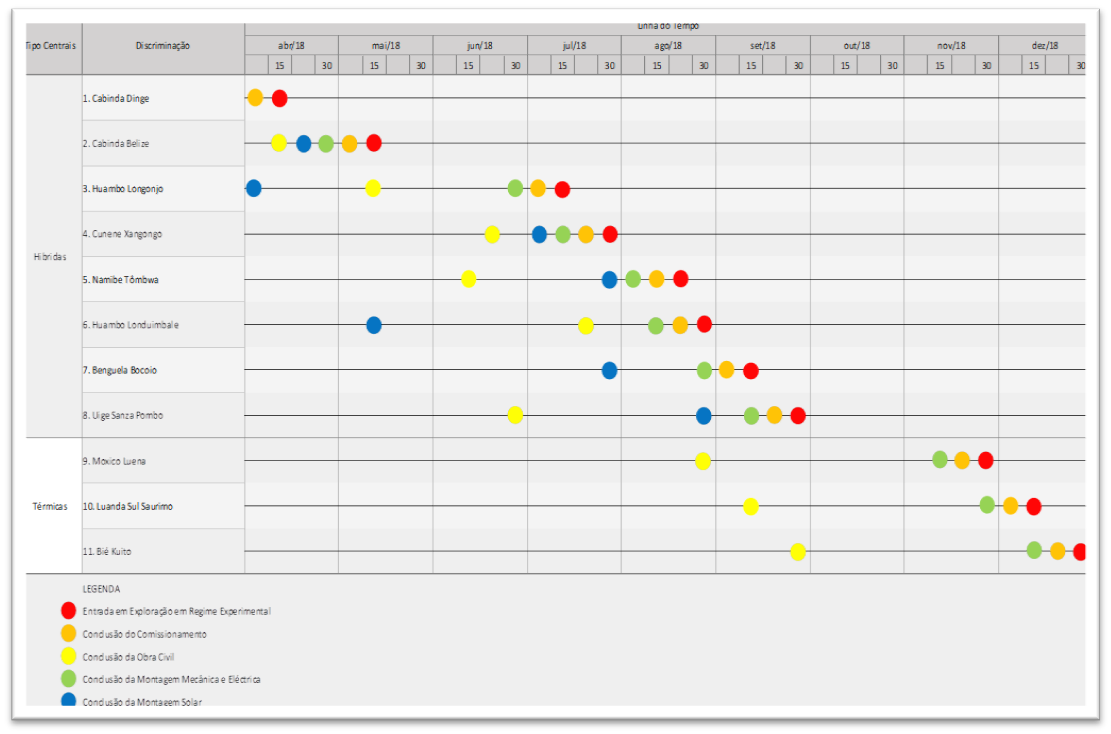 Linha do Tempo
Tipo Centrais Discriminação abr/18 mai/18 jun/18 jul/18 ago/18 set/18 out/18 nov/18 dez/18
15 30 15 30 15 30 15 30 15 30 15 30 15 30 15 30 15 30
1. Cabinda Dinge
2. Cabinda Belize
3. Huambo Longonjo
4. Cunene Xangongo
Híbridas
5. Namibe Tômbwa
6. Huambo Londuimbale
7. Benguela Bocoio
8. Uige Sanza Pombo
9. Moxico Luena
Térmicas 10. Luanda Sul Saurimo
11. Bié Kuito
LEGENDA
Entrada em Exploração em Regime Experimental
Conclusão do Comissionamento
Conclusão da Obra Civil
Conclusão da Montagem Mecânica e Eléctrica
Conclusão da Montagem Solar